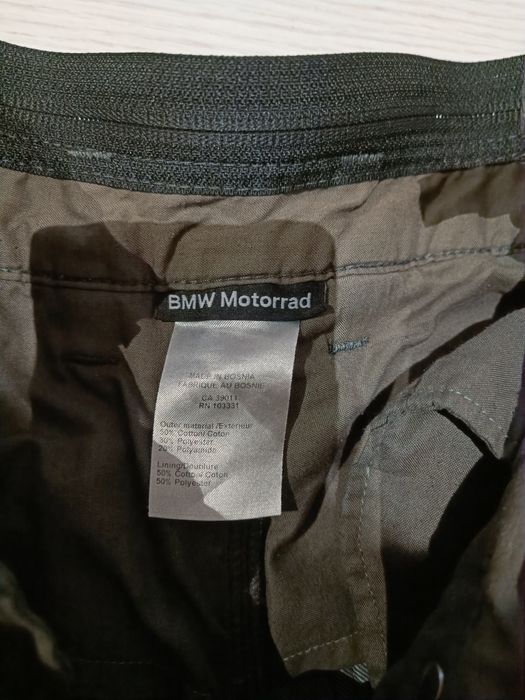 BMW Motorrad
MADE IN BOSNIA
FABRIQUE AU BOSNIE
CA 39011
RN 103331
Outer material /Exterieur
50% Cotton/ Coton
30% Polyester
20% Polyamide
Lining/Doublure
50% Cotton/ Coton
50% Polyester